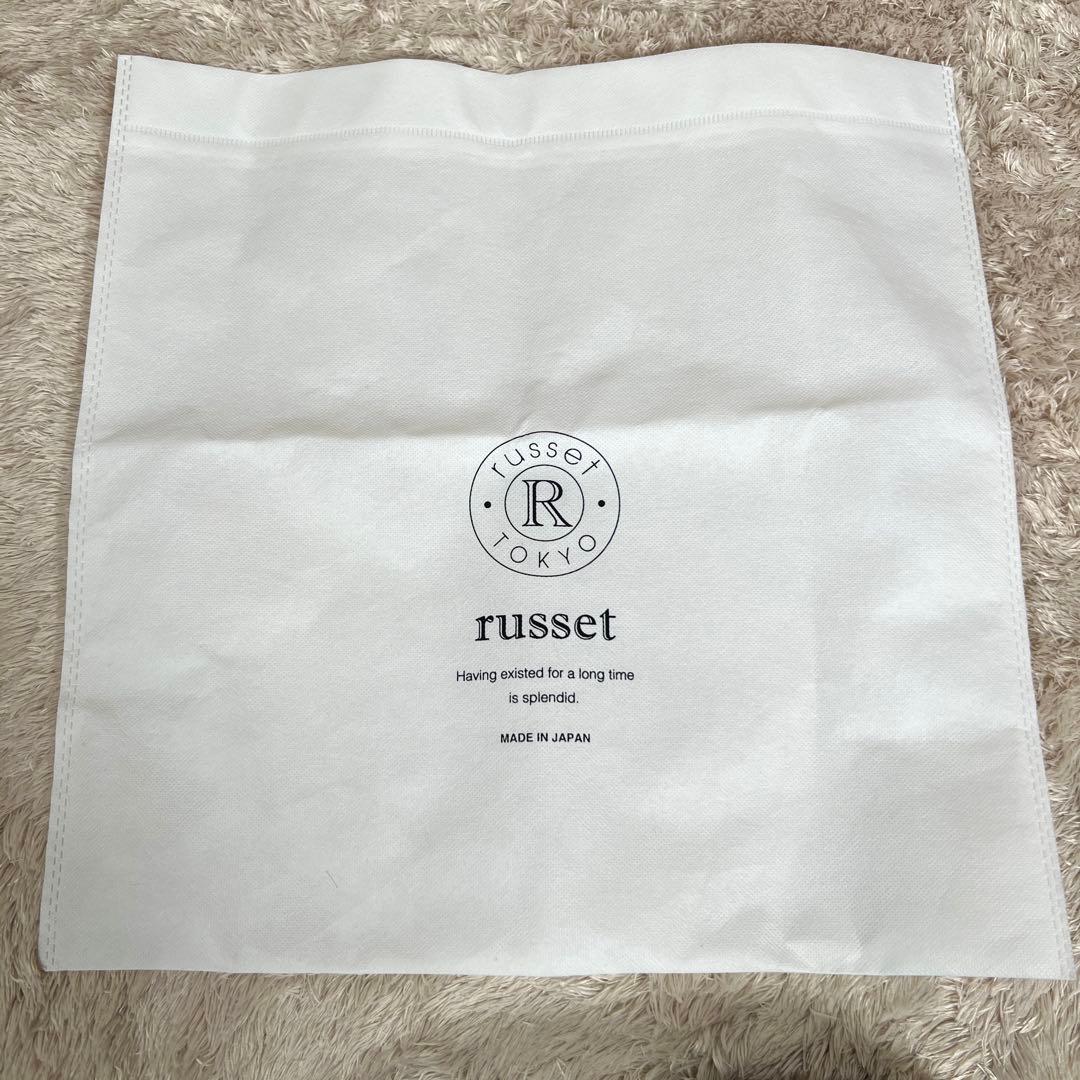 russet
R
TOKYO
russet
Having existed for a long time
is splendid.
MADE IN JAPAN